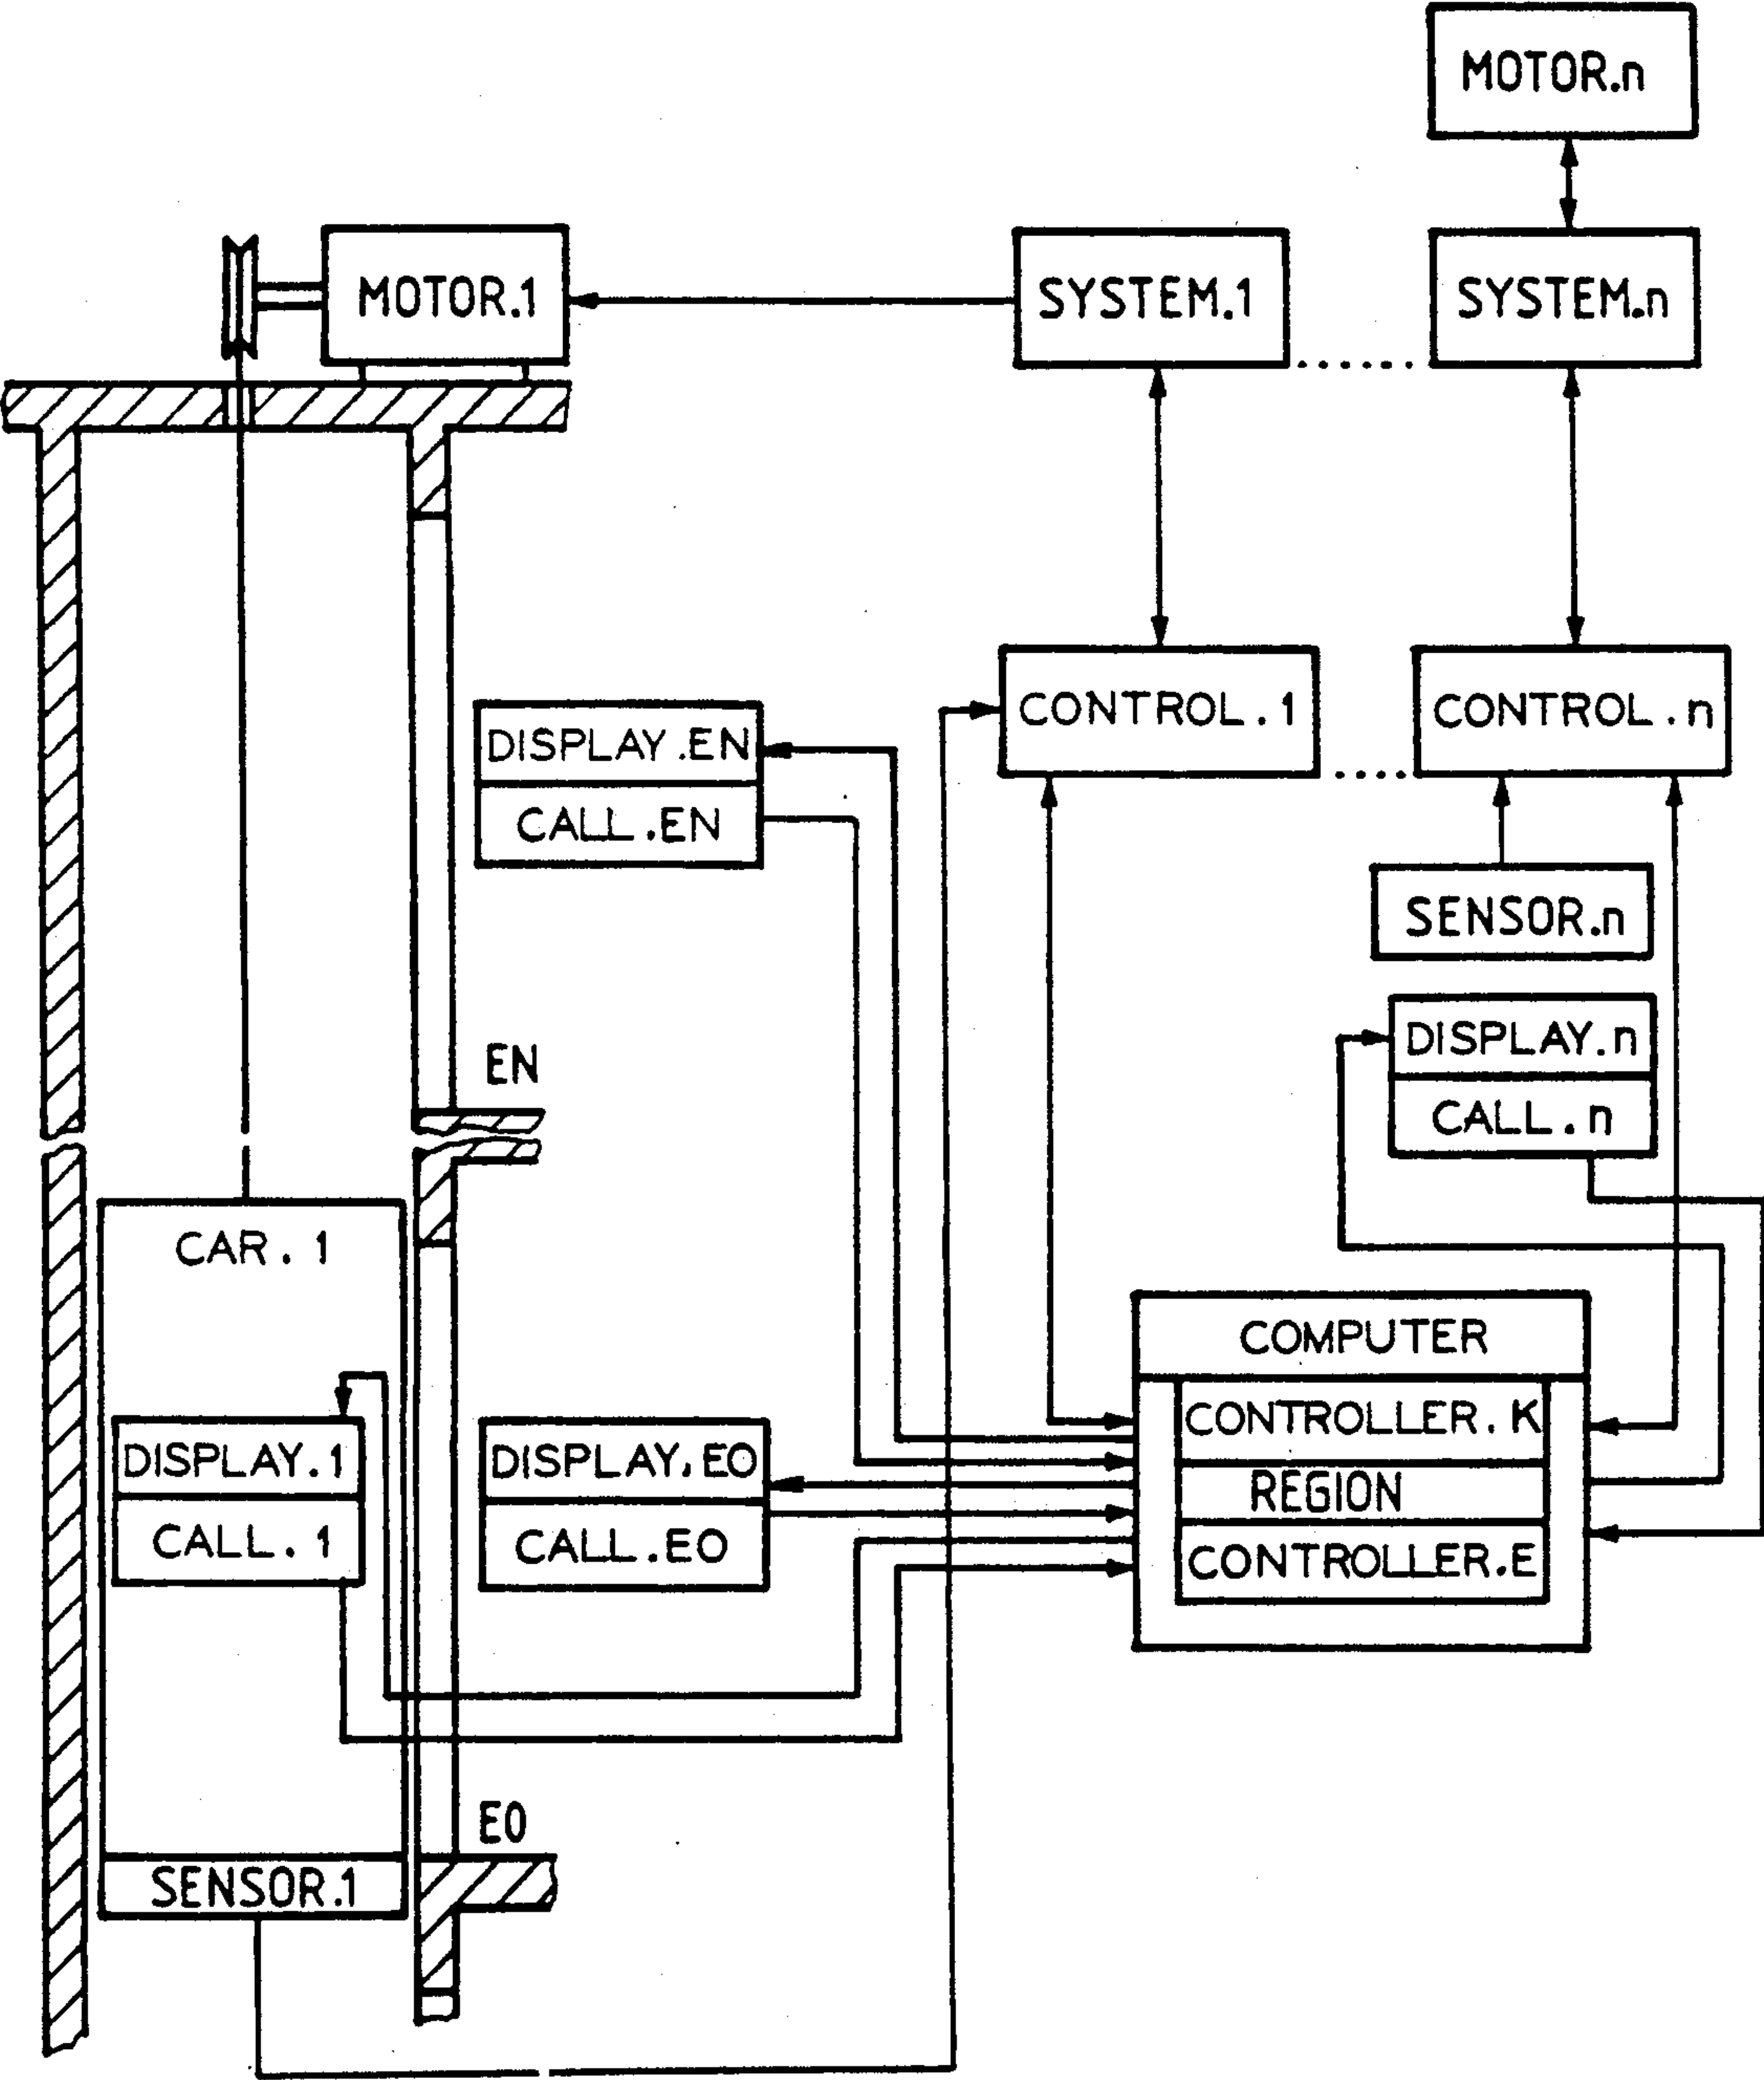 MOTOR.n
MOTOR.1
SYSTEM.1
SYSTEM.n
CONTROL.1
CONTROL.n
DISPLAY.EN
CALL.EN
SENSOR.n
DISPLAY.n
CALL.n
EN
CAR.1
COMPUTER
CONTROLLER.K
REGION
CONTROLLER.E
DISPLAY.1
CALL.1
DISPLAY.EO
CALL.EO
EO
SENSOR.1